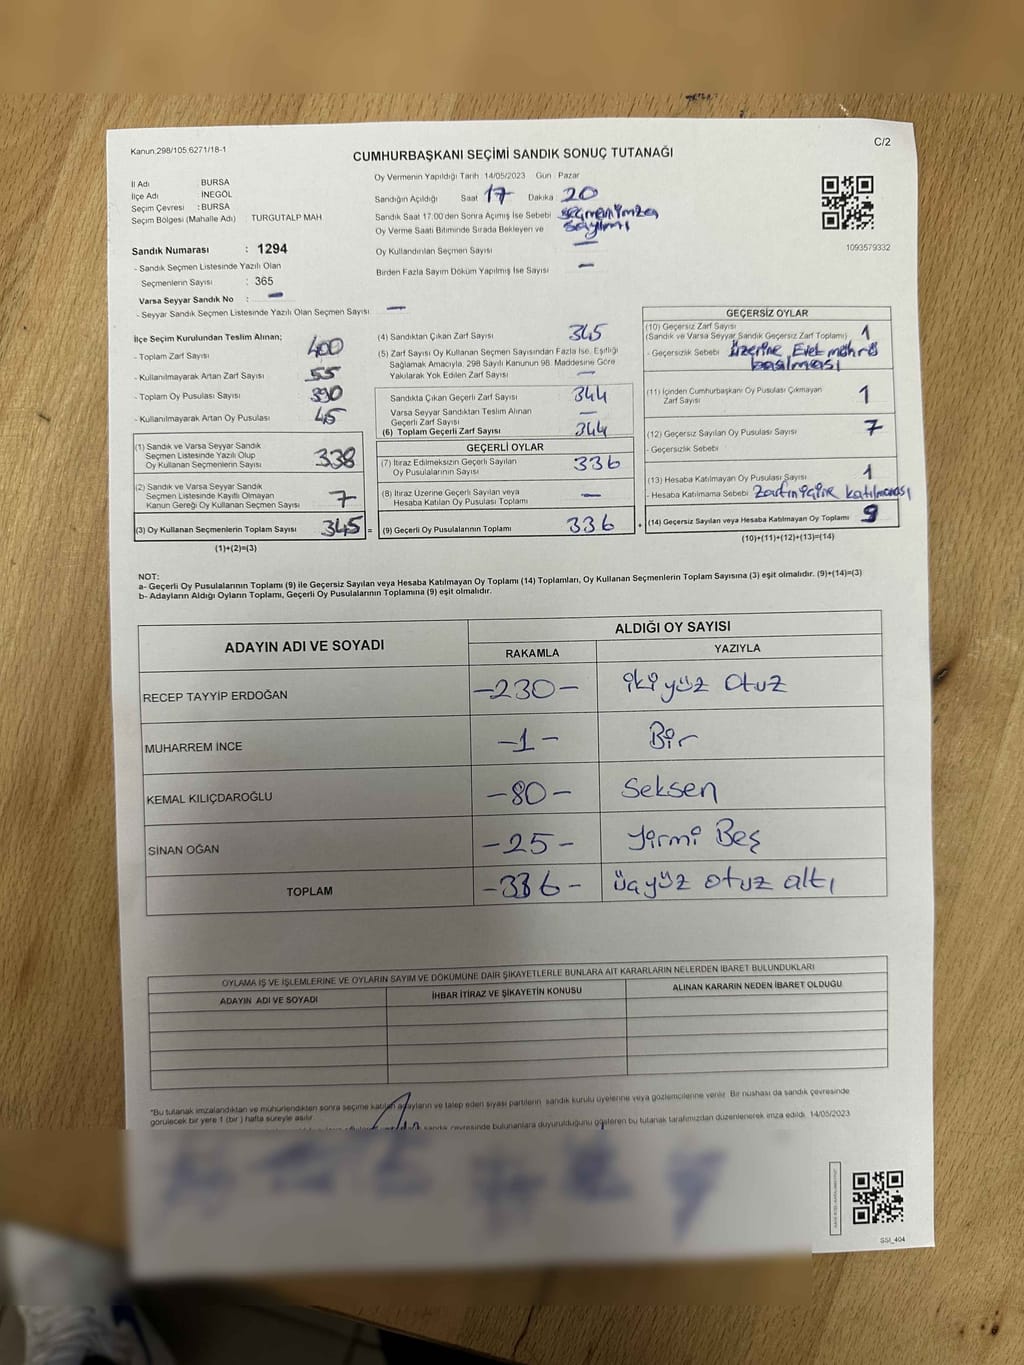 Kanun 298/105 6271/18-1
C/2
CUMHURBAŞKANI SEÇİMİ SANDIK SONUÇ TUTANAĞI
İl Adı BURSA
İlçe Adı İNEGÖL
Seçim Çevresi : BURSA
Seçim Bölgesi (Mahalle Adı) TURGUTALP MAH
Sandık Numarası : 1294
- Sandık Seçmen Listesinde Yazılı Olan
Seçmenlerin Sayısı : 365
Varsa Seyyar Sandık No : –
- Seyyar Sandık Seçmen Listesinde Yazılı Olan Seçmen Sayısı –
Oy Vermenin Yapıldığı Tarih 14/05/2023 Gün Pazar
Sandığın Açıldığı Saat 17 Dakika 20
Sandık Saat 17:00'den Sonra Açımış İse Sebebi
Oy Verme Saati Bitiminde Sırada Bekleyen ve sayımı
Oy Kullandırılan Seçmen Sayısı –
Birden Fazla Sayım Döküm Yapılmış İse Sayısı –
1093579332
İlçe Seçim Kurulundan Teslim Alınan;
- Toplam Zarf Sayısı 400
- Kullanılmayarak Artan Zarf Sayısı 55
- Toplam Oy Pusulası Sayısı 390
- Kullanılmayarak Artan Oy Pusulası 45
(1) Sandık ve Varsa Seyyar Sandık
Seçmen Listesinde Yazılı Olup
Oy Kullanan Seçmenlerin Sayısı 338
(2) Sandık ve Varsa Seyyar Sandık
Seçmen Listesinde Kayıtlı Olmayan
Kanun Gereği Oy Kullanan Seçmen Sayısı 7
(3) Oy Kullanan Seçmenlerin Toplam Sayısı 345 =
(1)+(2)=(3)
(4) Sandıktan Çıkan Zarf Sayısı 345
(5) Zarf Sayısı Oy Kullanan Seçmen Sayısından Fazla İse, Eşitliği
Sağlamak Amacıyla, 298 Sayılı Kanunun 98. Maddesine Göre
Yakılarak Yok Edilen Zarf Sayısı –
Sandıkta Çıkan Geçerli Zarf Sayısı 344
Varsa Seyyar Sandıktan Teslim Alınan
Geçerli Zarf Sayısı –
(6) Toplam Geçerli Zarf Sayısı 344
GEÇERLİ OYLAR
(7) İtiraz Edilmeksizin Geçerli Sayılan
Oy Pusulalarının Sayısı 336
(8) İtiraz Üzerine Geçerli Sayılan veya
Hesaba Katılan Oy Pusulaları Toplamı –
(9) Geçerli Oy Pusulalarının Toplamı 336 +
GEÇERSİZ OYLAR
(10) Geçersiz Zarf Sayısı
(Sandık ve Varsa Seyyar Sandık Geçersiz Zarf Toplamı) 1
- Geçersizlik Sebebi üzerine Evet mührü
basılması
(11) İçinden Cumhurbaşkanı Oy Pusulası Çıkmayan
Zarf Sayısı 1
(12) Geçersiz Sayılan Oy Pusulası Sayısı 7
- Geçersizlik Sebebi
(13) Hesaba Katılmayan Oy Pusulası Sayısı 1
- Hesaba Katılmama Sebebi Zarfın içine katılmaması
(14) Geçersiz Sayılan veya Hesaba Katılmayan Oy Toplamı 9
(10)+(11)+(12)+(13)=(14)
NOT:
a- Geçerli Oy Pusulalarının Toplamı (9) ile Geçersiz Sayılan veya Hesaba Katılmayan Oy Toplamı (14) Toplamları, Oy Kullanan Seçmenlerin Toplam Sayısına (3) eşit olmalıdır. (9)+(14)=(3)
b- Adayların Aldığı Oyların Toplamı, Geçerli Oy Pusulalarının Toplamına (9) eşit olmalıdır.
ADAYIN ADI VE SOYADI ALDIĞI OY SAYISI
RAKAMLA YAZIYLA
RECEP TAYYİP ERDOĞAN –230– iki yüz otuz
MUHARREM İNCE –1– Bir
KEMAL KILIÇDAROĞLU –80– Seksen
SİNAN OĞAN –25– Yirmi Beş
TOPLAM –336– üçyüz otuz altı
OYLAMA İŞ VE İŞLEMLERİNE VE OYLARIN SAYIM VE DÖKÜMÜNE DAİR ŞİKAYETLERLE BUNLARA AİT KARARLARIN NELERDEN İBARET BULUNDUKLARI
ADAYIN ADI VE SOYADI İHBAR İTİRAZ VE ŞİKAYETİN KONUSU ALINAN KARARIN NEDEN İBARET OLDUĞU
*Bu tutanak imzalandıktan ve mühürlendikten sonra seçime katılan adayların ve talep eden siyasi partilerin sandık kurulu üyelerine veya gözlemcilerine verilir. Bir nüshası da sandık çevresinde
görülecek bir yere 1 (bir) hafta süreyle asılır.
sandık çevresinde bulunanlara duyurulduğunu gösteren bu tutanak tarafımızdan düzenlenerek imza edildi. 14/05/2023
SSİ_404